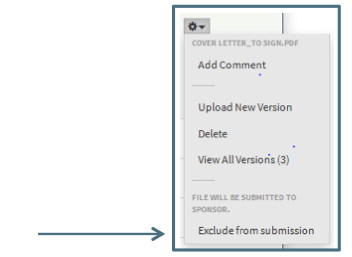 COVER LETTER_TO SIGN.PDF
Add Comment
Upload New Version
Delete
View All Versions (3)
FILE WILL BE SUBMITTED TO
SPONSOR.
Exclude from submission